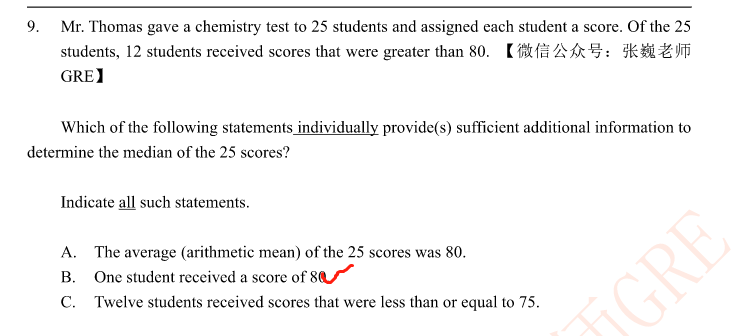 9. Mr. Thomas gave a chemistry test to 25 students and assigned each student a score. Of the 25
students, 12 students received scores that were greater than 80. 【微信公众号：张巍老师
GRE】
Which of the following statements individually provide(s) sufficient additional information to
determine the median of the 25 scores?
Indicate all such statements.
A. The average (arithmetic mean) of the 25 scores was 80.
B. One student received a score of 80.
C. Twelve students received scores that were less than or equal to 75.
GRE